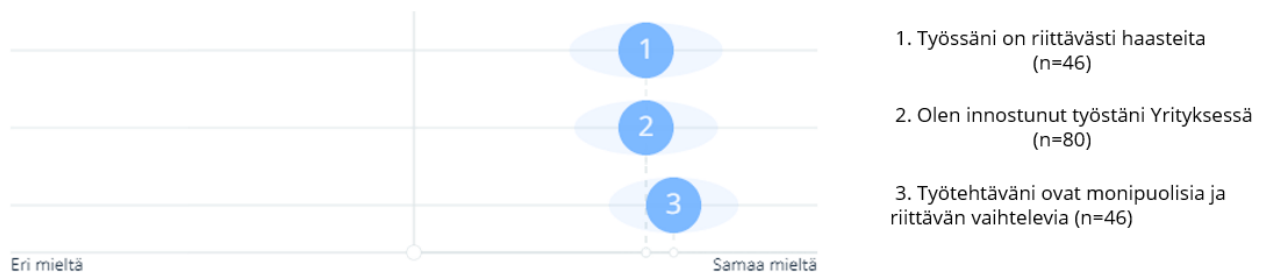 1
1. Työssäni on riittävästi haasteita
(n=46)
2
2. Olen innostunut työstäni Yrityksessä
(n=80)
3
3. Työtehtäväni ovat monipuolisia ja
riittävän vaihtelevia (n=46)
Eri mieltä
Samaa mieltä